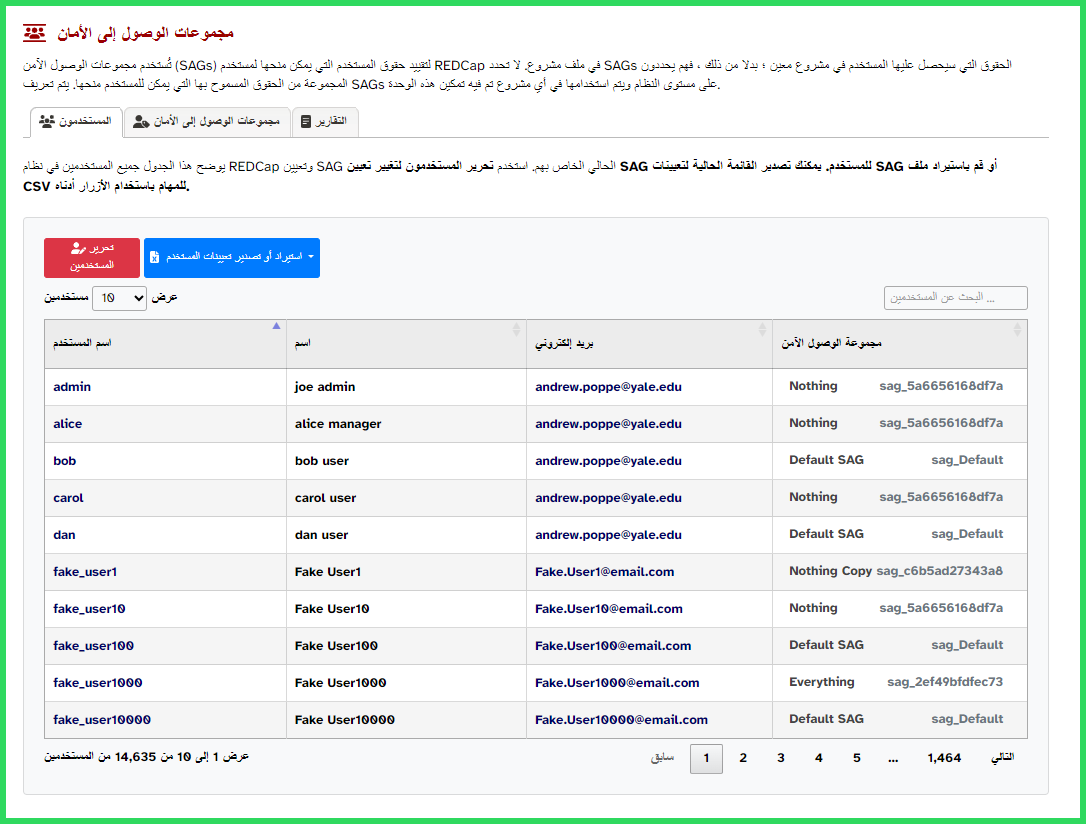 مجموعات الوصول إلى الأمان
الحقوق التي سيحصل عليها المستخدم في مشروع معين ؛ بدلا من ذلك ، فهم يحددون SAGs في ملف مشروع. لا تحدد REDCap لتقييد حقوق المستخدم التي يمكن منحها لمستخدم (SAGs) تُستخدم مجموعات الوصول الآمن
.على مستوى النظام ويتم استخدامها في أي مشروع تم فيه تمكين هذه الوحدة SAGs المجموعة من الحقوق المسموح بها التي يمكن للمستخدم منحها. يتم تعريف
المستخدمون
مجموعات الوصول إلى الأمان
التقارير
أو قم باستيراد ملف SAG للمستخدم. يمكنك تصدير القائمة الحالية لتعيينات SAG الحالي الخاص بهم. استخدم تحرير المستخدمون لتغيير تعيين SAG وتعيين REDCap يوضح هذا الجدول جميع المستخدمين في نظام
.للمهام باستخدام الأزرار أدناه CSV
تحرير
المستخدمين
استيراد أو تصدير تعيينات المستخدم
عرض 10 مستخدمين
البحث عن المستخدمين ...
اسم المستخدم اسم بريد إلكتروني مجموعة الوصول الآمن
admin joe admin andrew.poppe@yale.edu Nothing sag_5a6656168df7a
alice alice manager andrew.poppe@yale.edu Nothing sag_5a6656168df7a
bob bob user andrew.poppe@yale.edu Default SAG sag_Default
carol carol user andrew.poppe@yale.edu Nothing sag_5a6656168df7a
dan dan user andrew.poppe@yale.edu Default SAG sag_Default
fake_user1 Fake User1 Fake.User1@email.com Nothing Copy sag_c6b5ad27343a8
fake_user10 Fake User10 Fake.User10@email.com Nothing sag_5a6656168df7a
fake_user100 Fake User100 Fake.User100@email.com Default SAG sag_Default
fake_user1000 Fake User1000 Fake.User1000@email.com Everything sag_2ef49bfdfec73
fake_user10000 Fake User10000 Fake.User10000@email.com Default SAG sag_Default
عرض 1 إلى 10 من 14,635 من المستخدمين
سابق 1 2 3 4 5 ... 1,464 التالي